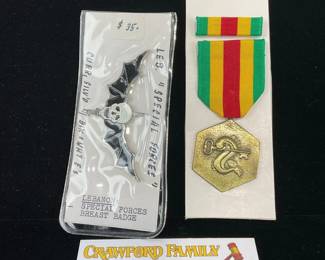 $ 35-
LEB "SPECIAL FORCES"
LEBANON
SPECIAL FORCES
BREAST BADGE
CRAWFORD FAMILY